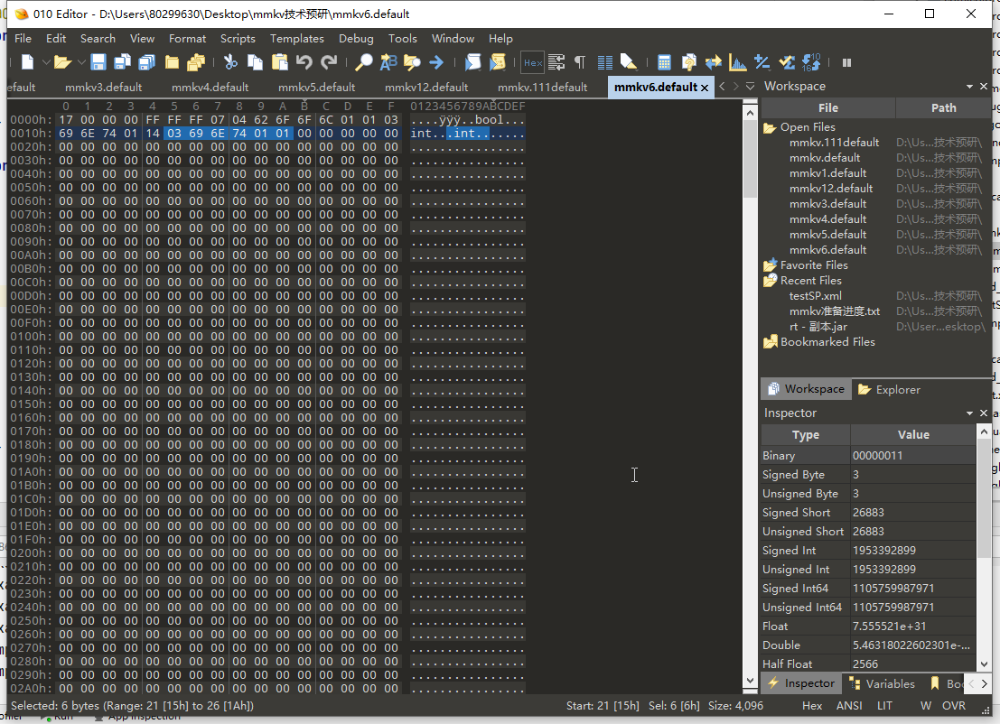 010 Editor - D:\Users\80299630\Desktop\mmkv技术预研\mmkv6.default
File Edit Search View Format Scripts Templates Debug Tools Window Help
Hex
efault mmkv3.default mmkv4.default mmkv5.default mmkv12.default mmkv.111default mmkv6.default
0 1 2 3 4 5 6 7 8 9 A B C D E F 0123456789ABCDEF
0000h: 17 00 00 00 FF FF FF 07 04 62 6F 6F 6C 01 01 03 ....ÿÿÿ..bool...
0010h: 69 6E 74 01 14 03 69 6E 74 01 01 00 00 00 00 00 int...int.......
0020h: 00 00 00 00 00 00 00 00 00 00 00 00 00 00 00 00 ................
0030h: 00 00 00 00 00 00 00 00 00 00 00 00 00 00 00 00 ................
0040h: 00 00 00 00 00 00 00 00 00 00 00 00 00 00 00 00 ................
0050h: 00 00 00 00 00 00 00 00 00 00 00 00 00 00 00 00 ................
0060h: 00 00 00 00 00 00 00 00 00 00 00 00 00 00 00 00 ................
0070h: 00 00 00 00 00 00 00 00 00 00 00 00 00 00 00 00 ................
0080h: 00 00 00 00 00 00 00 00 00 00 00 00 00 00 00 00 ................
0090h: 00 00 00 00 00 00 00 00 00 00 00 00 00 00 00 00 ................
00A0h: 00 00 00 00 00 00 00 00 00 00 00 00 00 00 00 00 ................
00B0h: 00 00 00 00 00 00 00 00 00 00 00 00 00 00 00 00 ................
00C0h: 00 00 00 00 00 00 00 00 00 00 00 00 00 00 00 00 ................
00D0h: 00 00 00 00 00 00 00 00 00 00 00 00 00 00 00 00 ................
00E0h: 00 00 00 00 00 00 00 00 00 00 00 00 00 00 00 00 ................
00F0h: 00 00 00 00 00 00 00 00 00 00 00 00 00 00 00 00 ................
0100h: 00 00 00 00 00 00 00 00 00 00 00 00 00 00 00 00 ................
0110h: 00 00 00 00 00 00 00 00 00 00 00 00 00 00 00 00 ................
0120h: 00 00 00 00 00 00 00 00 00 00 00 00 00 00 00 00 ................
0130h: 00 00 00 00 00 00 00 00 00 00 00 00 00 00 00 00 ................
0140h: 00 00 00 00 00 00 00 00 00 00 00 00 00 00 00 00 ................
0150h: 00 00 00 00 00 00 00 00 00 00 00 00 00 00 00 00 ................
0160h: 00 00 00 00 00 00 00 00 00 00 00 00 00 00 00 00 ................
0170h: 00 00 00 00 00 00 00 00 00 00 00 00 00 00 00 00 ................
0180h: 00 00 00 00 00 00 00 00 00 00 00 00 00 00 00 00 ................
0190h: 00 00 00 00 00 00 00 00 00 00 00 00 00 00 00 00 ................
01A0h: 00 00 00 00 00 00 00 00 00 00 00 00 00 00 00 00 ................
01B0h: 00 00 00 00 00 00 00 00 00 00 00 00 00 00 00 00 ................
01C0h: 00 00 00 00 00 00 00 00 00 00 00 00 00 00 00 00 ................
01D0h: 00 00 00 00 00 00 00 00 00 00 00 00 00 00 00 00 ................
01E0h: 00 00 00 00 00 00 00 00 00 00 00 00 00 00 00 00 ................
01F0h: 00 00 00 00 00 00 00 00 00 00 00 00 00 00 00 00 ................
0200h: 00 00 00 00 00 00 00 00 00 00 00 00 00 00 00 00 ................
0210h: 00 00 00 00 00 00 00 00 00 00 00 00 00 00 00 00 ................
0220h: 00 00 00 00 00 00 00 00 00 00 00 00 00 00 00 00 ................
0230h: 00 00 00 00 00 00 00 00 00 00 00 00 00 00 00 00 ................
0240h: 00 00 00 00 00 00 00 00 00 00 00 00 00 00 00 00 ................
0250h: 00 00 00 00 00 00 00 00 00 00 00 00 00 00 00 00 ................
0260h: 00 00 00 00 00 00 00 00 00 00 00 00 00 00 00 00 ................
0270h: 00 00 00 00 00 00 00 00 00 00 00 00 00 00 00 00 ................
0280h: 00 00 00 00 00 00 00 00 00 00 00 00 00 00 00 00 ................
0290h: 00 00 00 00 00 00 00 00 00 00 00 00 00 00 00 00 ................
02A0h: 00 00 00 00 00 00 00 00 00 00 00 00 00 00 00 00 ................
Workspace
File Path
Open Files
mmkv.111default D:\Us...技术预研\
mmkv.default D:\Us...技术预研\
mmkv1.default D:\Us...技术预研\
mmkv12.default D:\Us...技术预研\
mmkv3.default D:\Us...技术预研\
mmkv4.default D:\Us...技术预研\
mmkv5.default D:\Us...技术预研\
mmkv6.default D:\Us...技术预研\
Favorite Files
Recent Files
testSP.xml D:\Us...技术预研\
mmkv准备进度.txt D:\Us...技术预研\
rt - 副本.jar D:\User...esktop\
Bookmarked Files
Workspace Explorer
Inspector
Type Value
Binary 00000011
Signed Byte 3
Unsigned Byte 3
Signed Short 26883
Unsigned Short 26883
Signed Int 1953392899
Unsigned Int 1953392899
Signed Int64 1105759987971
Unsigned Int64 1105759987971
Float 7.555521e+31
Double 5.46318022602301e-...
Half Float 2566
Inspector Variables Bo
Selected: 6 bytes (Range: 21 [15h] to 26 [1Ah]) Start: 21 [15h] Sel: 6 [6h] Size: 4,096 Hex ANSI LIT W OVR